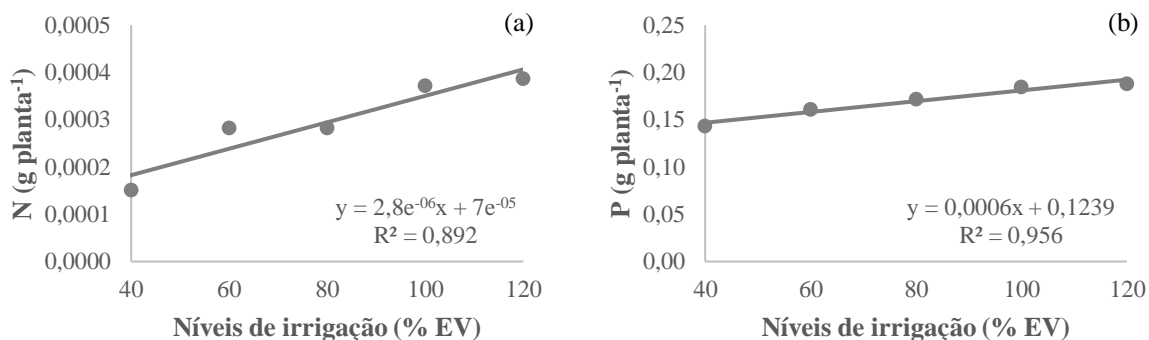 (a)
N (g planta⁻¹)
0,0005
0,0004
0,0003
0,0002
0,0001
0,0000
y = 2,8e⁻⁰⁶x + 7e⁻⁰⁵
R² = 0,892
40 60 80 100 120
Níveis de irrigação (% EV)
(b)
P (g planta⁻¹)
0,25
0,20
0,15
0,10
0,05
0,00
y = 0,0006x + 0,1239
R² = 0,956
40 60 80 100 120
Níveis de irrigação (% EV)